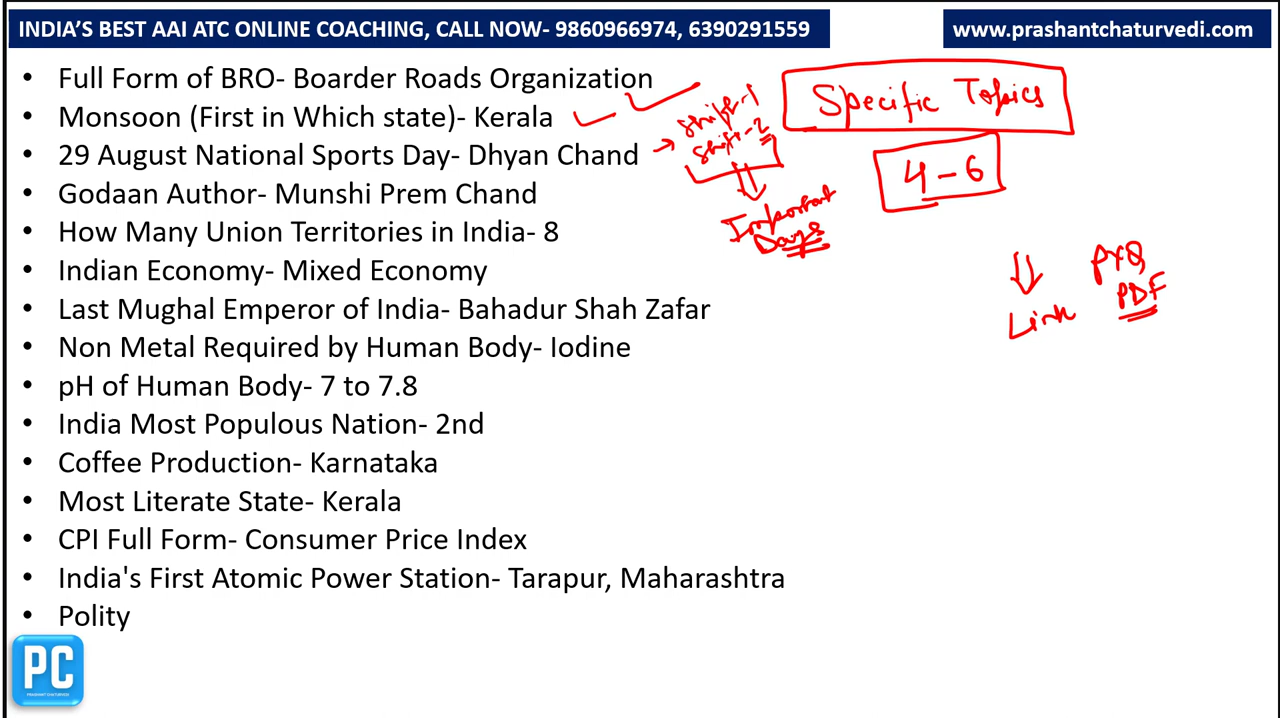 INDIA'S BEST AAI ATC ONLINE COACHING, CALL NOW- 9860966974, 6390291559
www.prashantchaturvedi.com
• Full Form of BRO- Boarder Roads Organization
• Monsoon (First in Which state)- Kerala
• 29 August National Sports Day- Dhyan Chand
• Godaan Author- Munshi Prem Chand
• How Many Union Territories in India- 8
• Indian Economy- Mixed Economy
• Last Mughal Emperor of India- Bahadur Shah Zafar
• Non Metal Required by Human Body- Iodine
• pH of Human Body- 7 to 7.8
• India Most Populous Nation- 2nd
• Coffee Production- Karnataka
• Most Literate State- Kerala
• CPI Full Form- Consumer Price Index
• India's First Atomic Power Station- Tarapur, Maharashtra
• Polity
Shift-1
Shift-2
Important
Days
Specific Topics
4-6
PYQ
PDF
Link
PC
PRASHANT CHATURVEDI